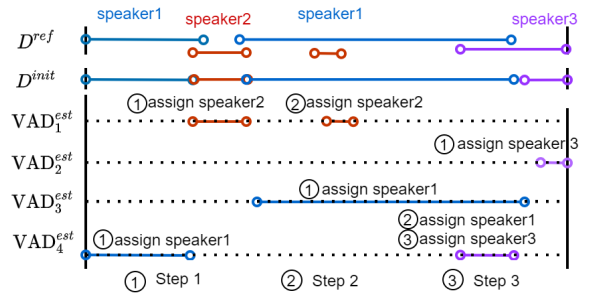 speaker1 speaker2 speaker1 speaker3
D^{ref}
D^{init}
① assign speaker2 ② assign speaker2
VAD_1^{est}
① assign speaker 3
VAD_2^{est}
① assign speaker1
VAD_3^{est}
② assign speaker1
① assign speaker1 ③ assign speaker3
VAD_4^{est}
① Step 1 ② Step 2 ③ Step 3